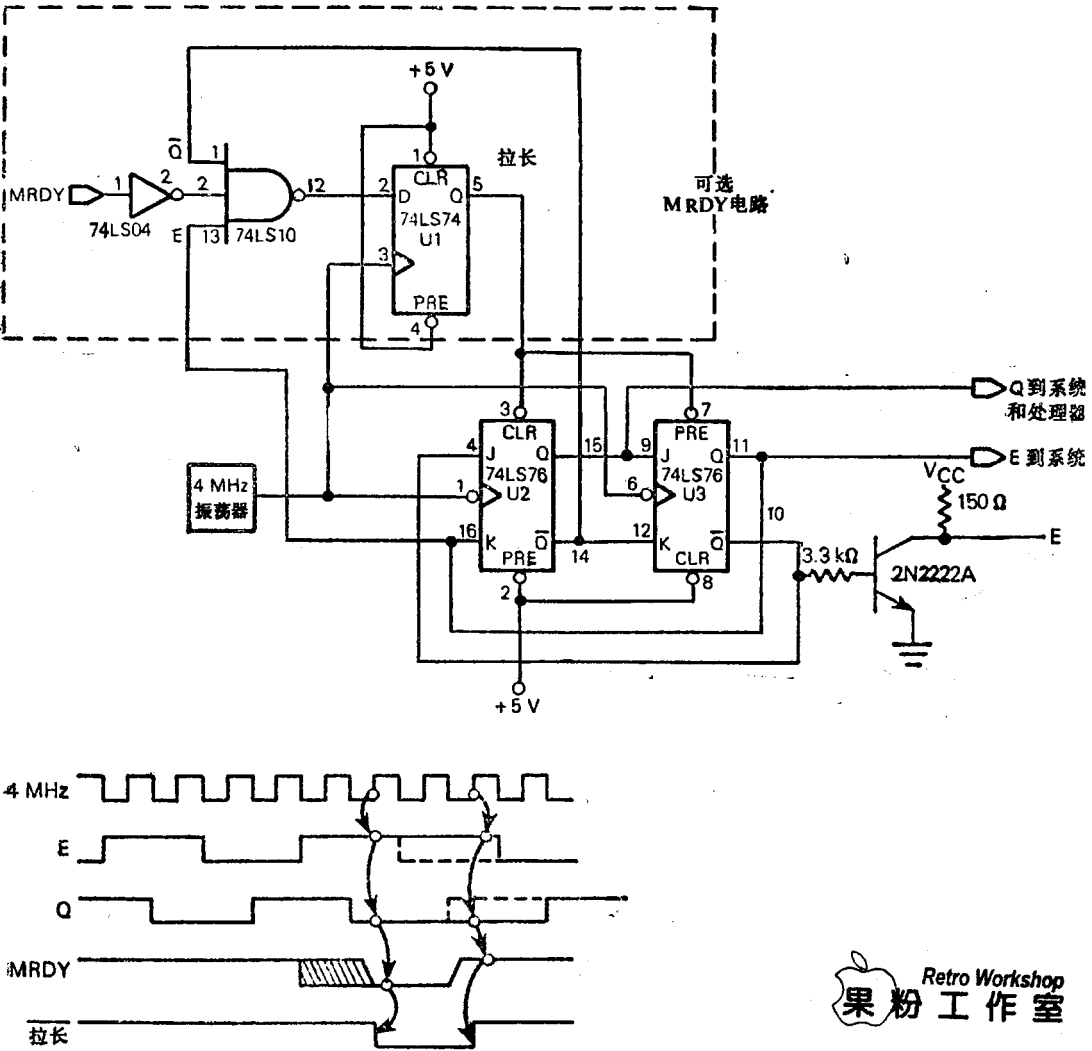 +5 V
Q̅ 1
1 CLR
拉长
MRDY 1 2 2 12 2 D Q 5
可选
MRDY电路
74LS04
E 13 74LS10
74LS74
U1
3
PRE
4
3 CLR
7 PRE
Q到系统
和处理器
4 J Q 15 9 J Q 11
E到系统
74LS76
U2
74LS76
U3
4 MHz
振荡器
1
6
VCC
150 Ω
10
16 K Q̅ 14 12 K Q̅
E
PRE
2
CLR
8
3.3 kΩ
2N2222A
+5 V
4 MHz
E
Q
MRDY
拉长
Retro Workshop
果粉工作室